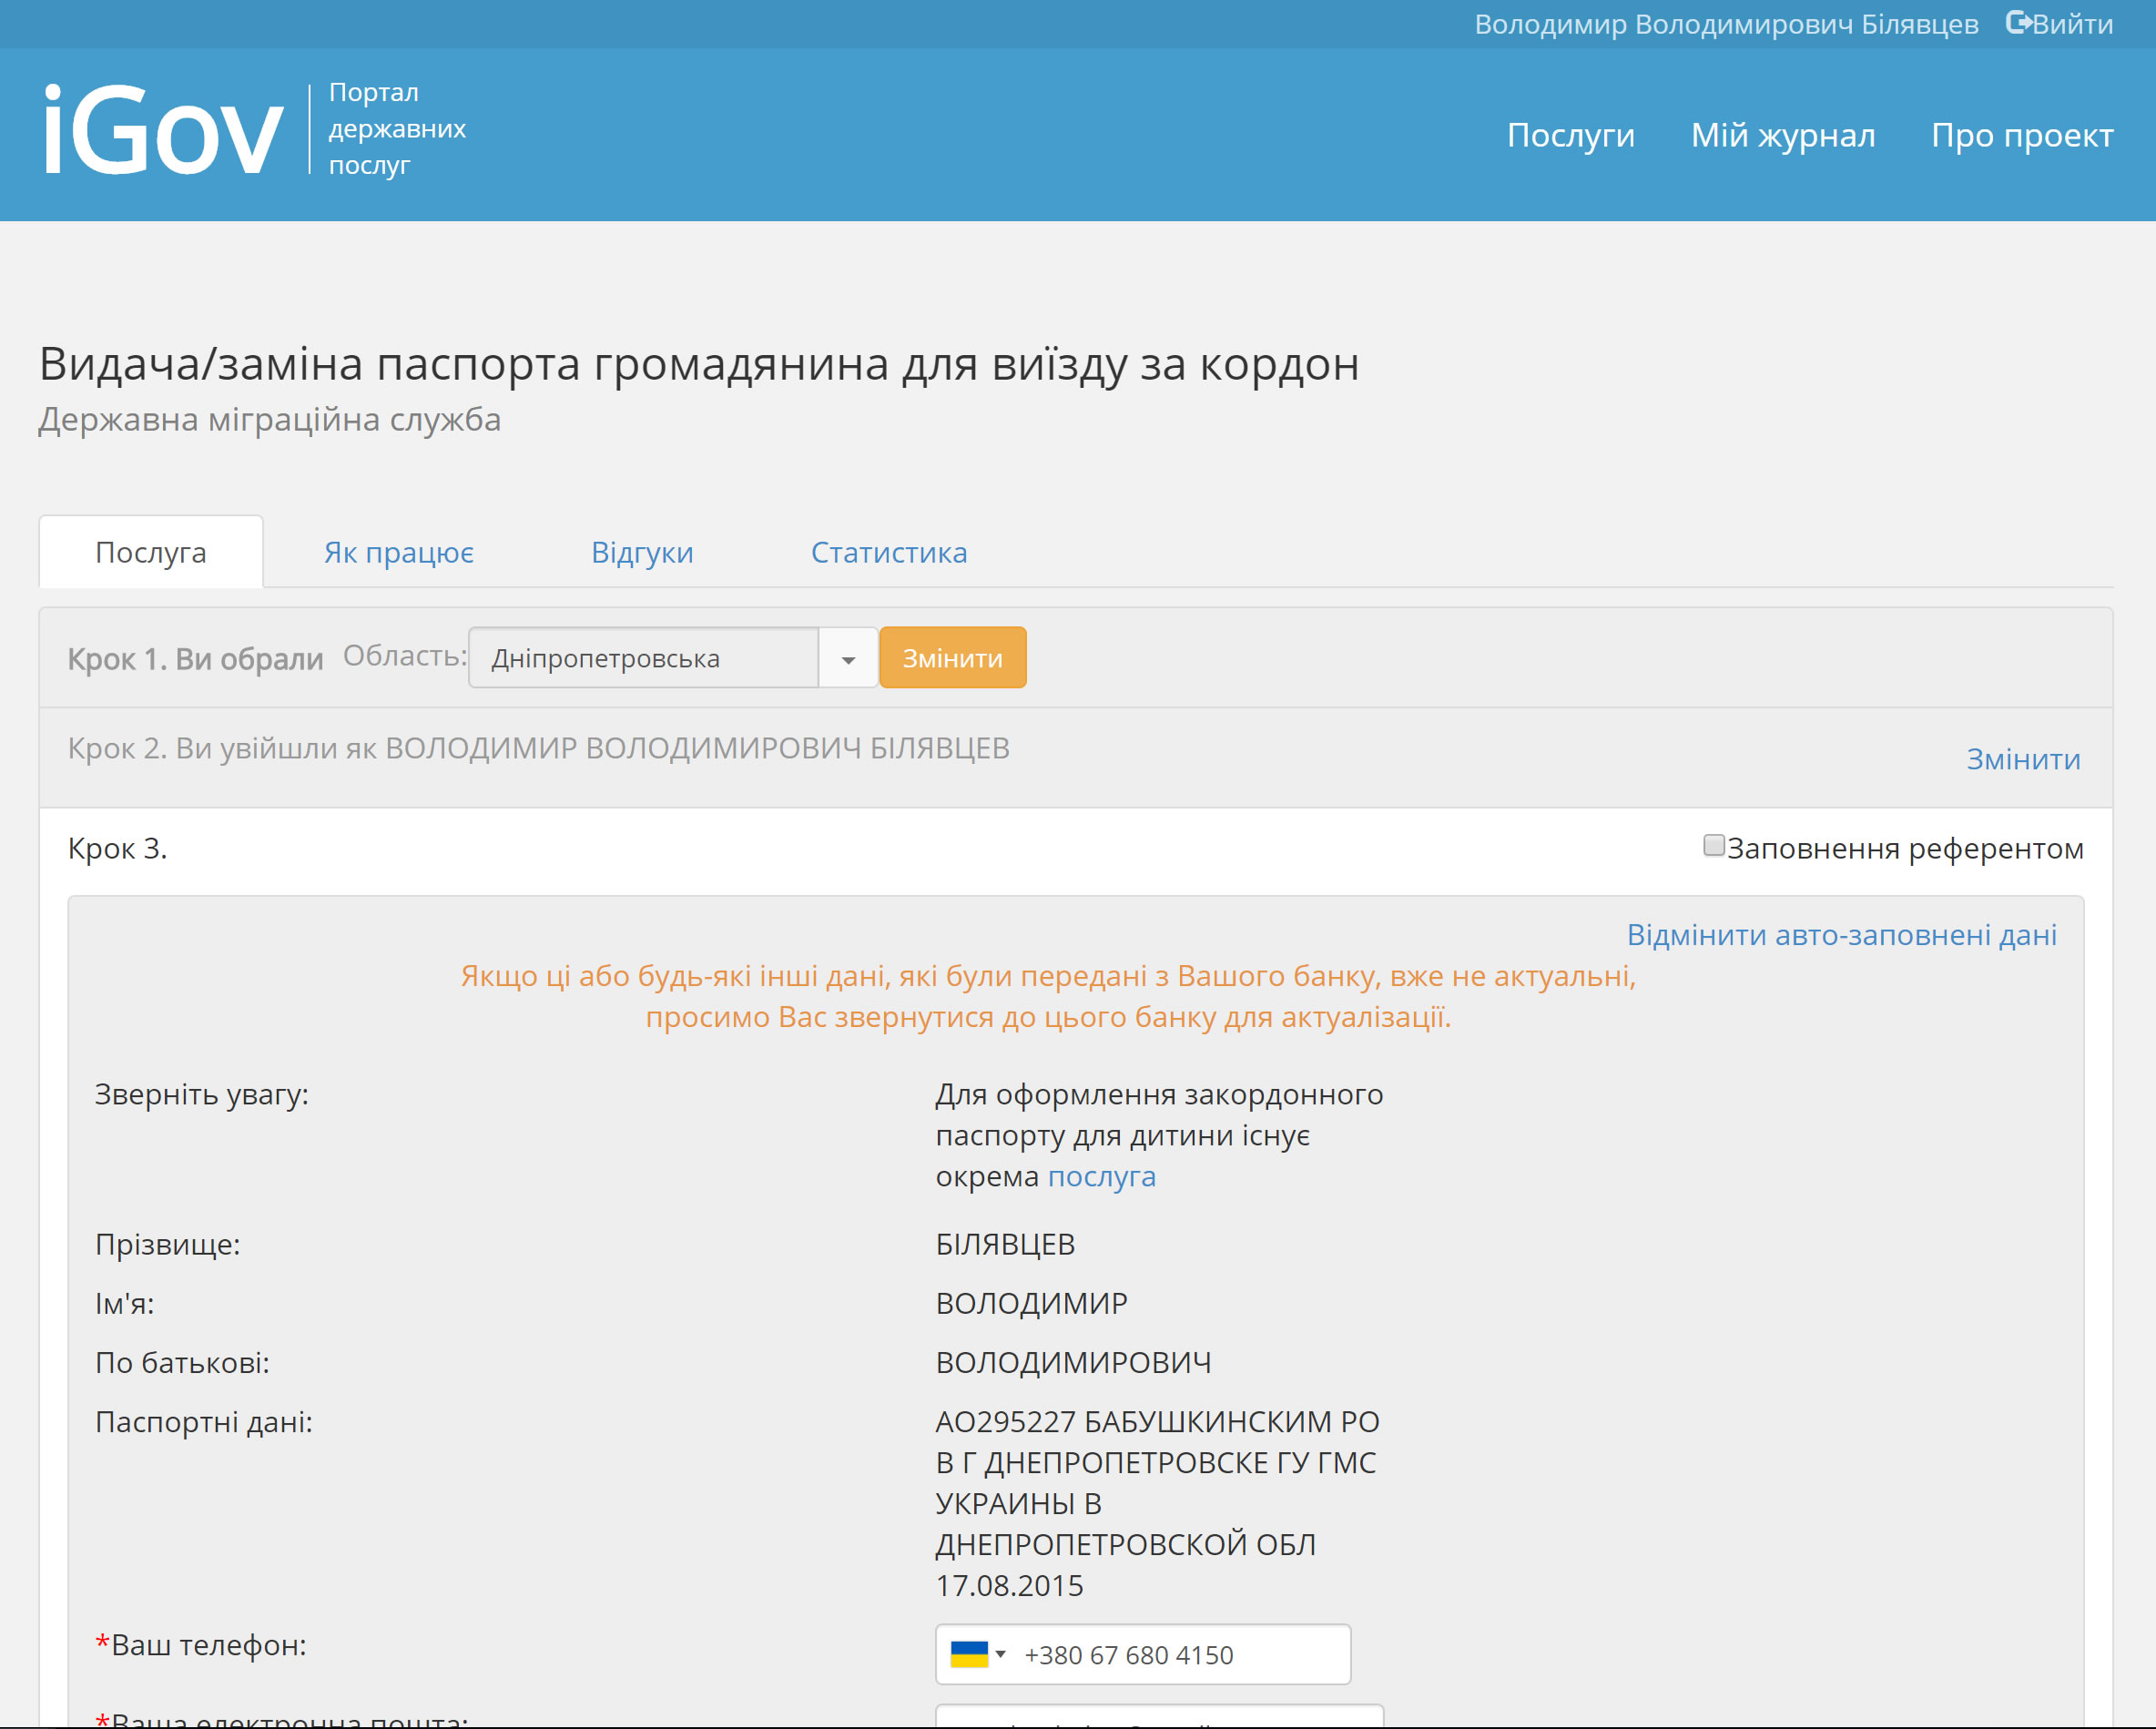 Володимир Володимирович Білявцев Вийти
iGov
Портал
державних
послуг
Послуги Мій журнал Про проект
Видача/заміна паспорта громадянина для виїзду за кордон
Державна міграційна служба
Послуга Як працює Відгуки Статистика
Крок 1. Ви обрали Область: Дніпропетровська Змінити
Крок 2. Ви увійшли як ВОЛОДИМИР ВОЛОДИМИРОВИЧ БІЛЯВЦЕВ
Змінити
Крок 3. Заповнення референтом
Відмінити авто-заповнені дані
Якщо ці або будь-які інші дані, які були передані з Вашого банку, вже не актуальні,
просимо Вас звернутися до цього банку для актуалізації.
Зверніть увагу: Для оформлення закордонного
паспорту для дитини існує
окрема послуга
Прізвище: БІЛЯВЦЕВ
Ім'я: ВОЛОДИМИР
По батькові: ВОЛОДИМИРОВИЧ
Паспортні дані: АО295227 БАБУШКИНСКИМ РО
В Г ДНЕПРОПЕТРОВСКЕ ГУ ГМС
УКРАИНЫ В
ДНЕПРОПЕТРОВСКОЙ ОБЛ
17.08.2015
*Ваш телефон: +380 67 680 4150
*Ваша електронна пошта: